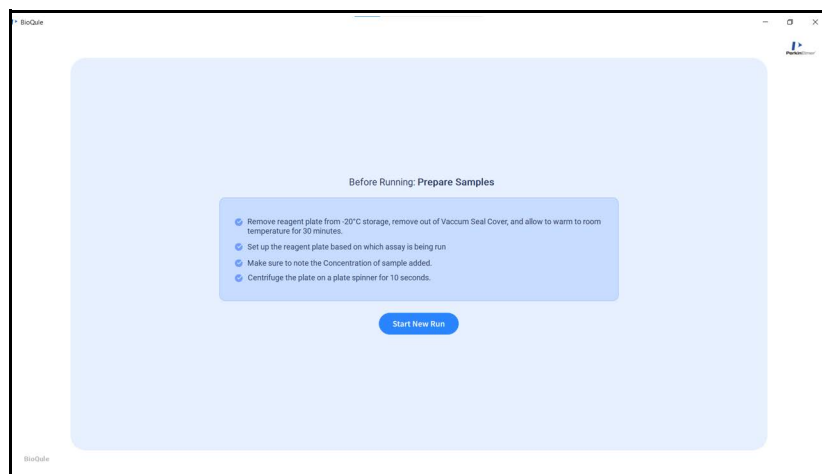 BioQule
PerkinElmer
Before Running: Prepare Samples
Remove reagent plate from -20°C storage, remove out of Vaccum Seal Cover, and allow to warm to room
temperature for 30 minutes.
Set up the reagent plate based on which assay is being run
Make sure to note the Concentration of sample added.
Centrifuge the plate on a plate spinner for 10 seconds.
Start New Run
BioQule